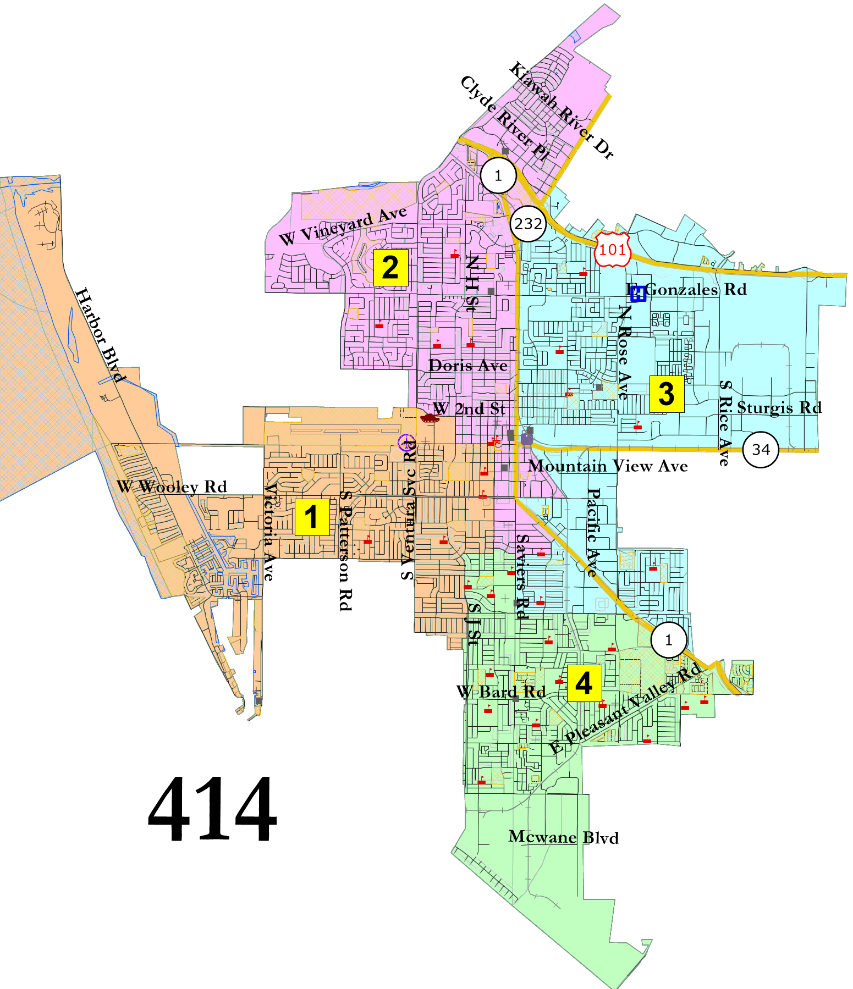 Kiawah River Dr
Clyde River Pl
1
232
101
W Vineyard Ave
2
N H St
Gonzales Rd
Harbor Blvd
N Rose Ave
Doris Ave
3
S Rice Ave
W 2nd St
Sturgis Rd
34
Mountain View Ave
W Wooley Rd
Victoria Ave
1
S Patterson Rd
S Ventura Svc Rd
Pacific Ave
Saviers Rd
S J St
1
4
W Bard Rd
E Pleasant Valley Rd
414
Mcwane Blvd